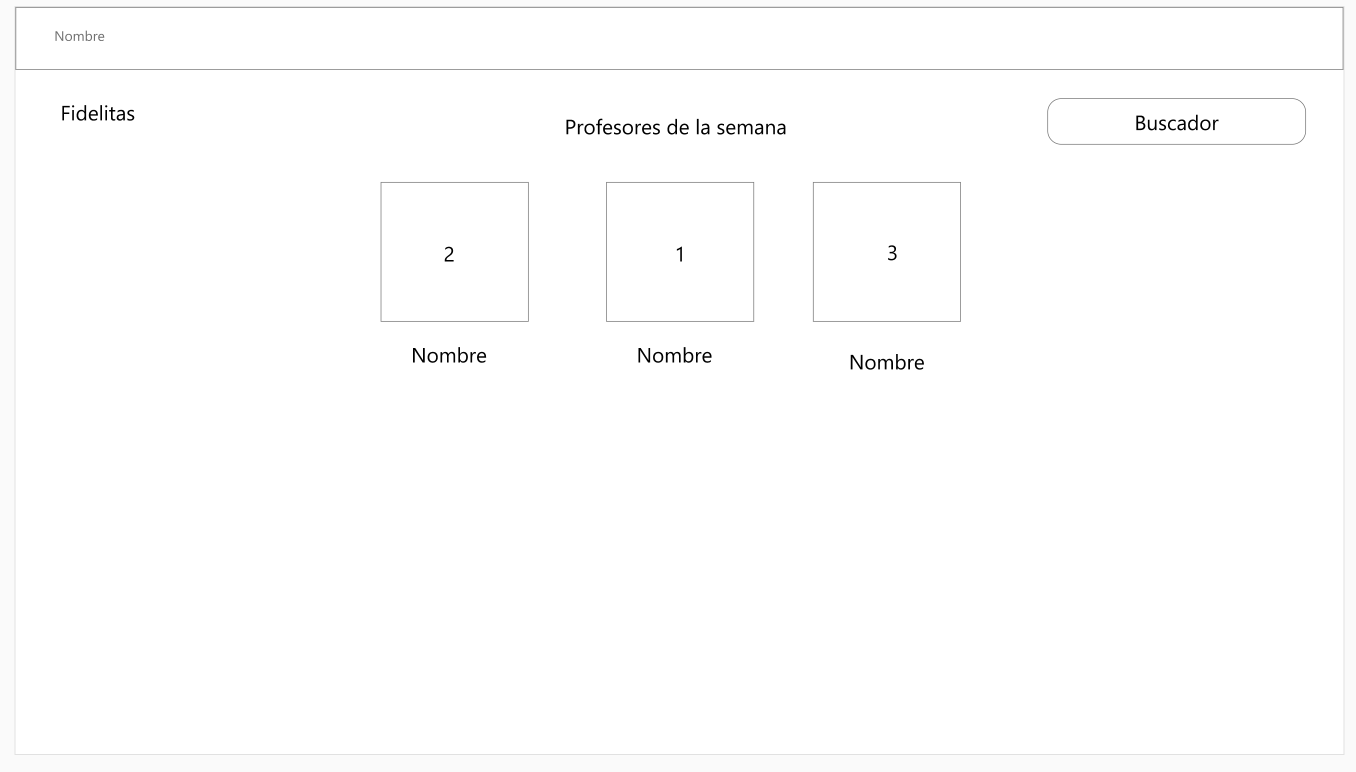 Nombre
Fidelitas
Profesores de la semana
Buscador
2
1
3
Nombre
Nombre
Nombre